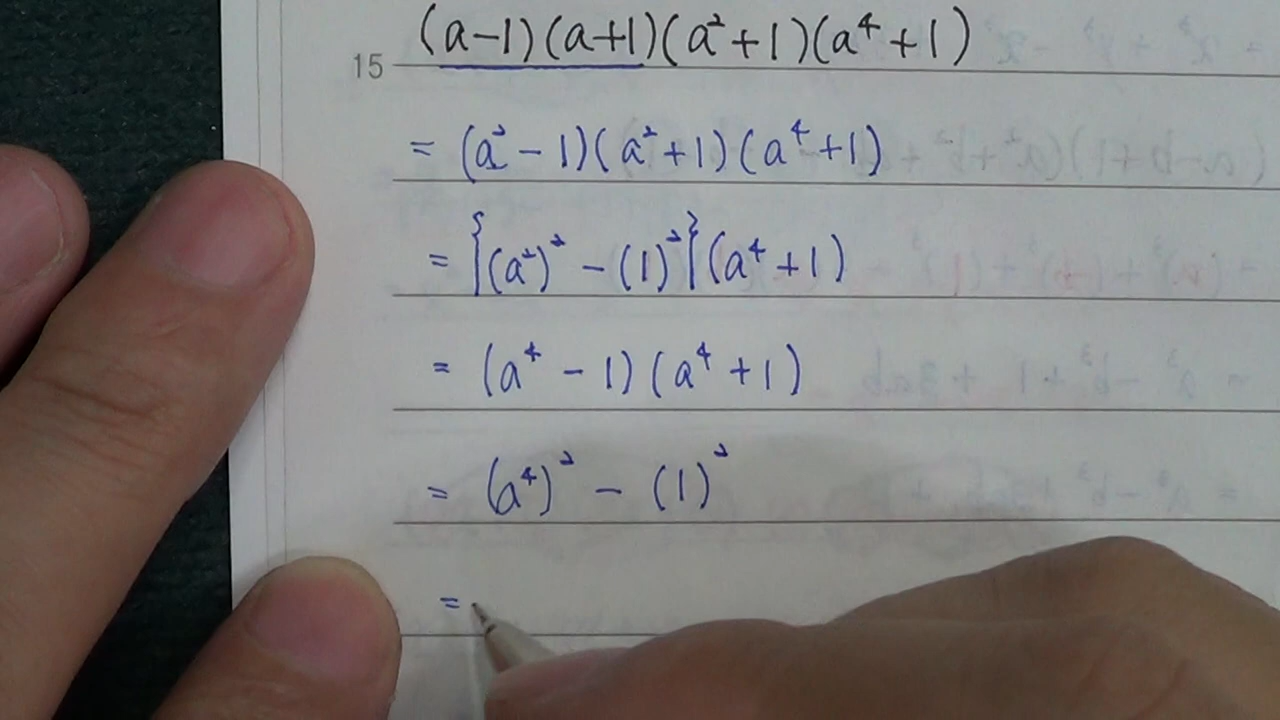 (a-1)(a+1)(a²+1)(a⁴+1)
15
= (a²-1)(a²+1)(a⁴+1)
= {(a²)²-(1)²}(a⁴+1)
= (a⁴-1)(a⁴+1)
= (a⁴)²-(1)²
=